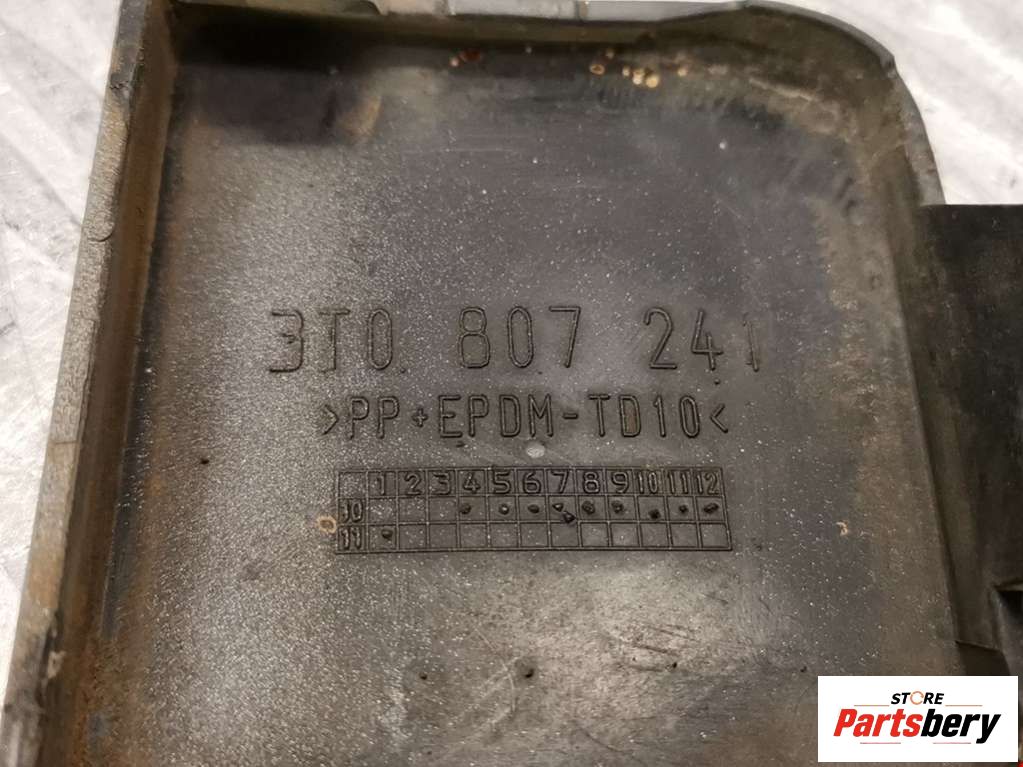 3T0 807 241
>PP+EPDM-TD10<
1 2 3 4 5 6 7 8 9 10 11 12
10
11
STORE
Partsbery